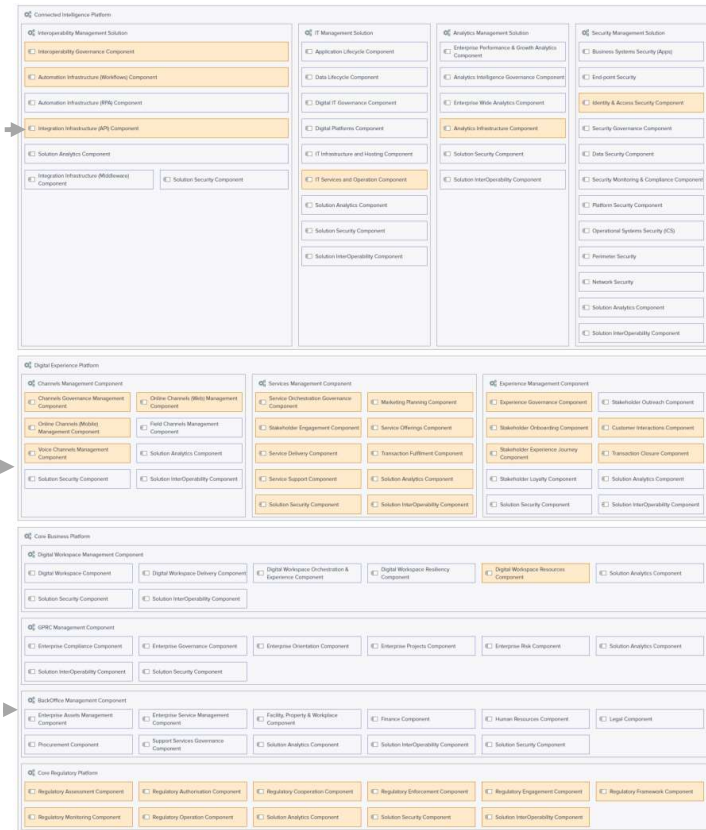 Connected Intelligence Platform
Interoperability Management Solution
Interoperability Governance Component
Automation Infrastructure (Workflows) Component
Automation Infrastructure (RPA) Component
Integration Infrastructure (API) Component
Solution Analytics Component
Integration Infrastructure (Middleware)
Component
Solution Security Component
IT Management Solution
Application Lifecycle Component
Data Lifecycle Component
Digital IT Governance Component
Digital Platforms Component
IT Infrastructure and Hosting Component
IT Services and Operation Component
Solution Analytics Component
Solution Security Component
Solution InterOperability Component
Analytics Management Solution
Enterprise Performance & Growth Analytics
Component
Analytics Intelligence Governance Component
Enterprise Wide Analytics Component
Analytics Infrastructure Component
Solution Security Component
Solution InterOperability Component
Security Management Solution
Business Systems Security (Apps)
End-point Security
Identity & Access Security Component
Security Governance Component
Data Security Component
Security Monitoring & Compliance Component
Platform Security Component
Operational Systems Security (ICS)
Perimeter Security
Network Security
Solution Analytics Component
Solution InterOperability Component
Digital Experience Platform
Channels Management Component
Channels Governance Management
Component
Online Channels (Web) Management
Component
Online Channels (Mobile)
Management Component
Field Channels Management
Component
Voice Channels Management
Component
Solution Analytics Component
Solution Security Component
Solution InterOperability Component
Services Management Component
Service Orchestration Governance
Component
Marketing Planning Component
Stakeholder Engagement Component
Service Offerings Component
Service Delivery Component
Transaction Fulfilment Component
Service Support Component
Solution Analytics Component
Solution Security Component
Solution InterOperability Component
Experience Management Component
Experience Governance Component
Stakeholder Outreach Component
Stakeholder Onboarding Component
Customer Interactions Component
Stakeholder Experience Journey
Component
Transaction Closure Component
Stakeholder Loyalty Component
Solution Analytics Component
Solution Security Component
Solution InterOperability Component
Core Business Platform
Digital Workspace Management Component
Digital Workspace Component
Digital Workspace Delivery Component
Digital Workspace Orchestration &
Experience Component
Digital Workspace Resiliency
Component
Digital Workspace Resources
Component
Solution Analytics Component
Solution Security Component
Solution InterOperability Component
GPRC Management Component
Enterprise Compliance Component
Enterprise Governance Component
Enterprise Orientation Component
Enterprise Projects Component
Enterprise Risk Component
Solution Analytics Component
Solution InterOperability Component
Solution Security Component
BackOffice Management Component
Enterprise Assets Management
Component
Enterprise Service Management
Component
Facility, Property & Workplace
Component
Finance Component
Human Resources Component
Legal Component
Procurement Component
Support Services Governance
Component
Solution Analytics Component
Solution InterOperability Component
Solution Security Component
Core Regulatory Platform
Regulatory Assessment Component
Regulatory Authorisation Component
Regulatory Cooperation Component
Regulatory Enforcement Component
Regulatory Engagement Component
Regulatory Framework Component
Regulatory Monitoring Component
Regulatory Operation Component
Solution Analytics Component
Solution Security Component
Solution InterOperability Component